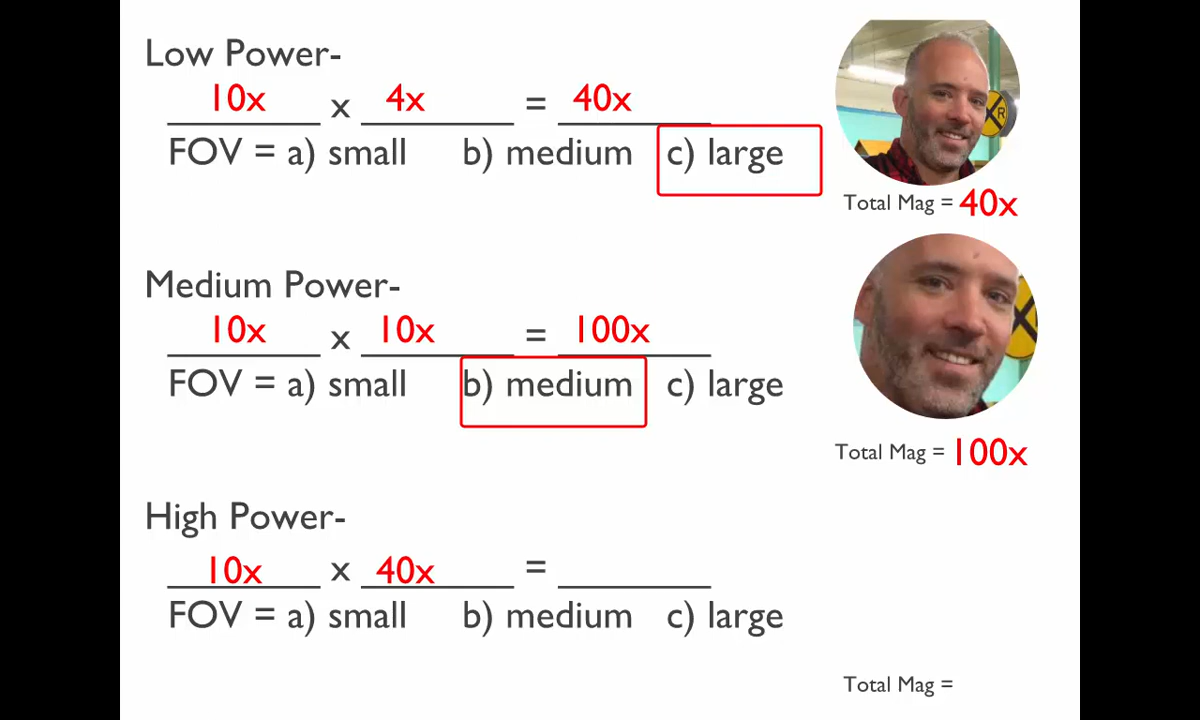 Low Power-
10x x 4x = 40x
FOV = a) small b) medium c) large
R
Total Mag = 40x
Medium Power-
10x x 10x = 100x
FOV = a) small b) medium c) large
Total Mag = 100x
High Power-
10x x 40x =
FOV = a) small b) medium c) large
Total Mag =